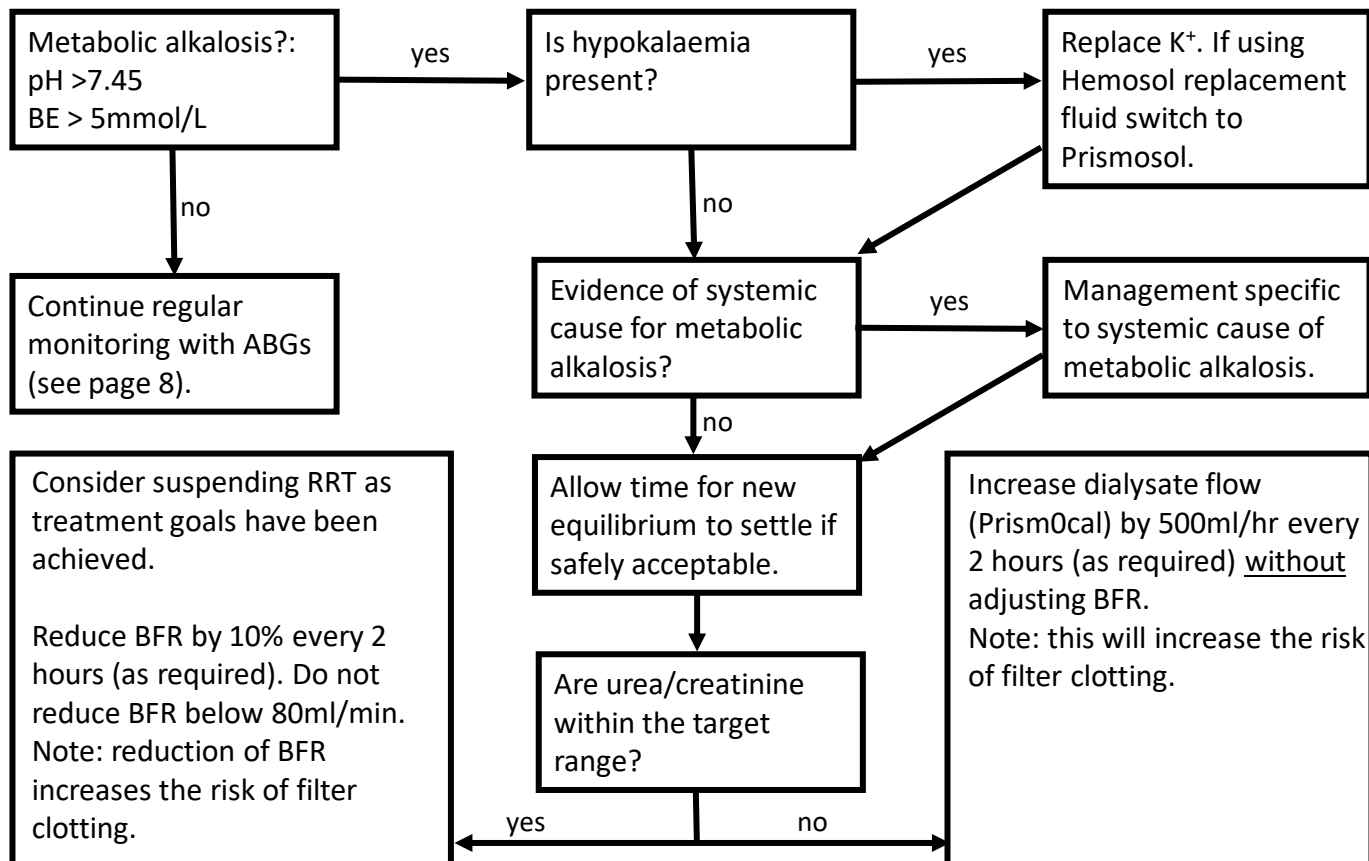 Metabolic alkalosis?:
pH >7.45
BE > 5mmol/L
yes
Is hypokalaemia
present?
yes
Replace K⁺. If using
Hemosol replacement
fluid switch to
Prismosol.
no
no
Continue regular
monitoring with ABGs
(see page 8).
Evidence of systemic
cause for metabolic
alkalosis?
yes
Management specific
to systemic cause of
metabolic alkalosis.
no
Consider suspending RRT as
treatment goals have been
achieved.
Reduce BFR by 10% every 2
hours (as required). Do not
reduce BFR below 80ml/min.
Note: reduction of BFR
increases the risk of filter
clotting.
Allow time for new
equilibrium to settle if
safely acceptable.
Increase dialysate flow
(Prism0cal) by 500ml/hr every
2 hours (as required) without
adjusting BFR.
Note: this will increase the risk
of filter clotting.
Are urea/creatinine
within the target
range?
yes
no